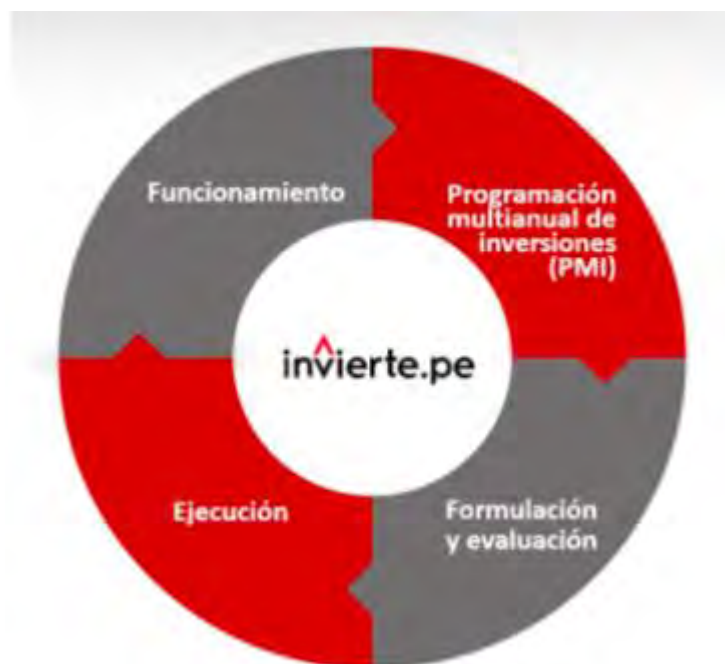 Funcionamiento
Programación
multianual de
inversiones
(PMI)
invierte.pe
Ejecución
Formulación
y evaluación